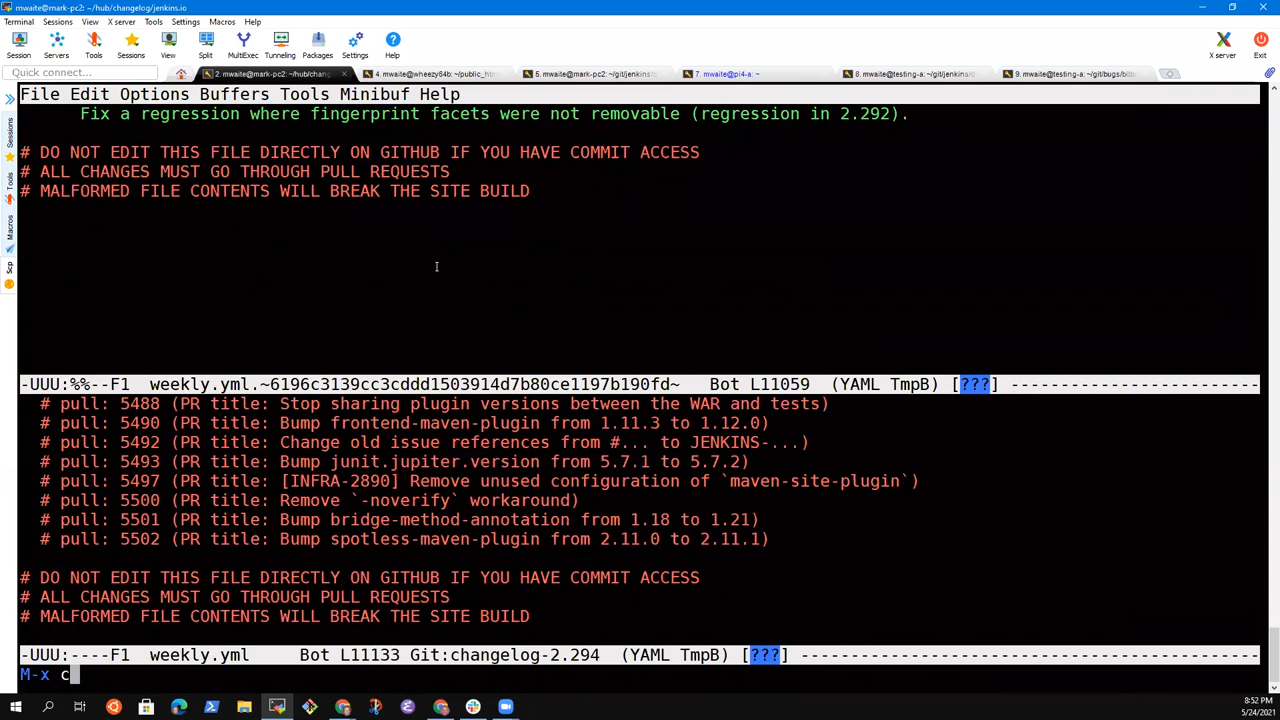 mwaite@mark-pc2: ~/hub/changelog/jenkins.io
Terminal Sessions View X server Tools Settings Macros Help
Session Servers Tools Sessions View Split MultiExec Tunneling Packages Settings Help X server Exit
Quick connect...
2. mwaite@mark-pc2: ~/hub/chang
4. mwaite@wheezy64b: ~/public_htm
5. mwaite@mark-pc2: ~/git/jenkins/
7. mwaite@pi4-a: ~
8. mwaite@testing-a: ~/git/jenkins/d
9. mwaite@testing-a: ~/git/bugs/bitb
Sessions
Tools
Macros
Scp
File Edit Options Buffers Tools Minibuf Help
Fix a regression where fingerprint facets were not removable (regression in 2.292).
# DO NOT EDIT THIS FILE DIRECTLY ON GITHUB IF YOU HAVE COMMIT ACCESS
# ALL CHANGES MUST GO THROUGH PULL REQUESTS
# MALFORMED FILE CONTENTS WILL BREAK THE SITE BUILD
-UUU:%%--F1 weekly.yml.~6196c3139cc3cddd1503914d7b80ce1197b190fd~ Bot L11059 (YAML TmpB) [???] -------------------------
# pull: 5488 (PR title: Stop sharing plugin versions between the WAR and tests)
# pull: 5490 (PR title: Bump frontend-maven-plugin from 1.11.3 to 1.12.0)
# pull: 5492 (PR title: Change old issue references from #... to JENKINS-...)
# pull: 5493 (PR title: Bump junit.jupiter.version from 5.7.1 to 5.7.2)
# pull: 5497 (PR title: [INFRA-2890] Remove unused configuration of `maven-site-plugin`)
# pull: 5500 (PR title: Remove `-noverify` workaround)
# pull: 5501 (PR title: Bump bridge-method-annotation from 1.18 to 1.21)
# pull: 5502 (PR title: Bump spotless-maven-plugin from 2.11.0 to 2.11.1)
# DO NOT EDIT THIS FILE DIRECTLY ON GITHUB IF YOU HAVE COMMIT ACCESS
# ALL CHANGES MUST GO THROUGH PULL REQUESTS
# MALFORMED FILE CONTENTS WILL BREAK THE SITE BUILD
-UUU:----F1 weekly.yml Bot L11133 Git:changelog-2.294 (YAML TmpB) [???] ----------------------------------------------
M-x c
8:52 PM
5/24/2021